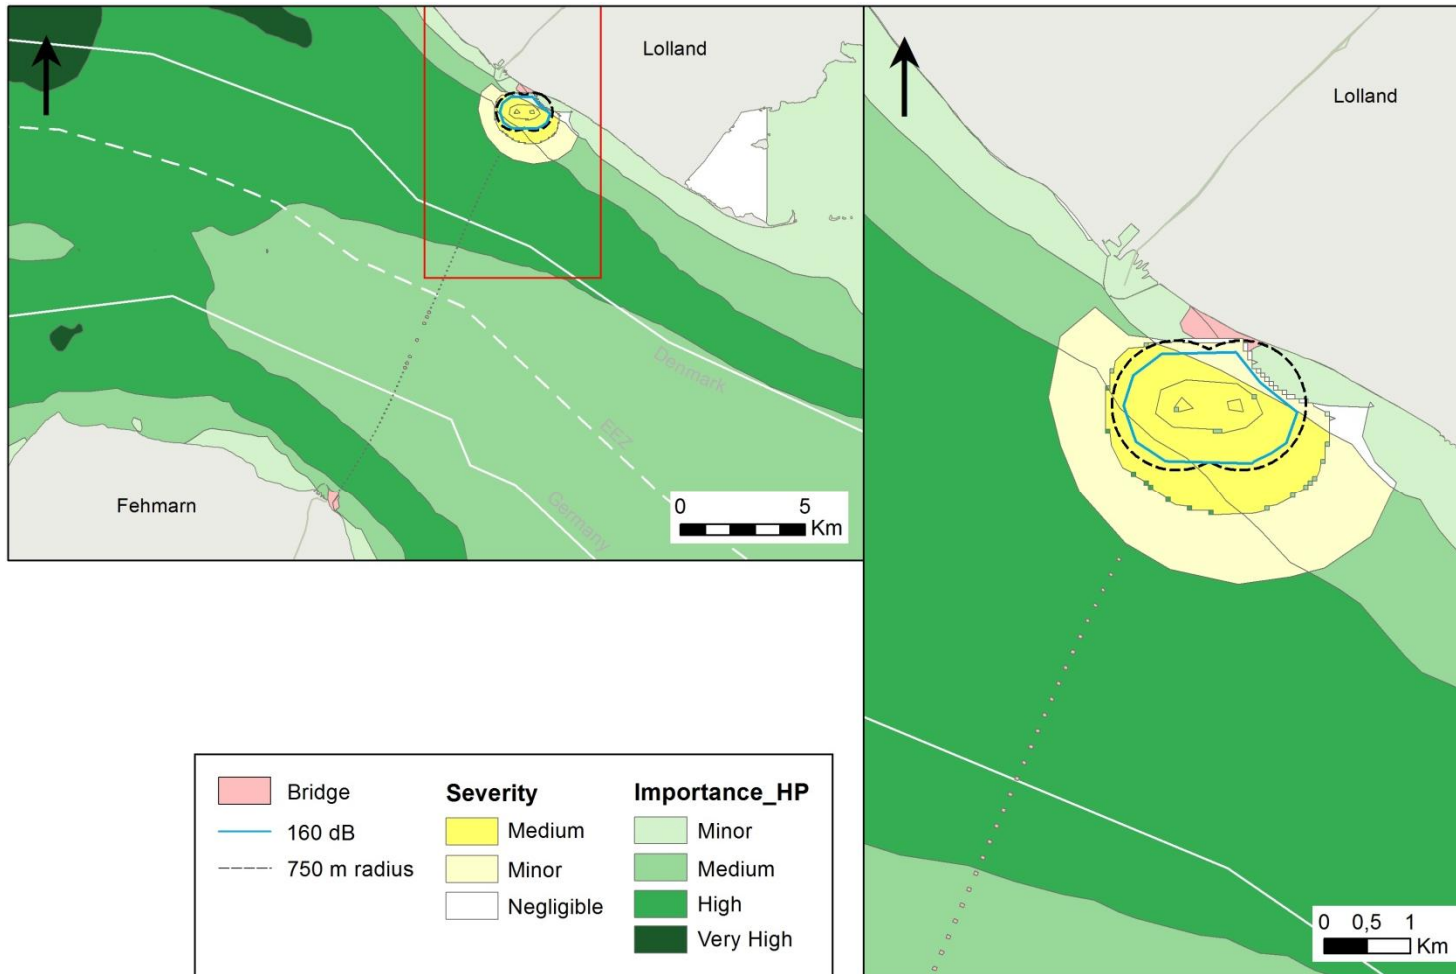 Lolland
Denmark
EEZ
Germany
Fehmarn
0 5
Km
Lolland
0 0,5 1
Km
Bridge
160 dB
750 m radius
Severity
Medium
Minor
Negligible
Importance_HP
Minor
Medium
High
Very High